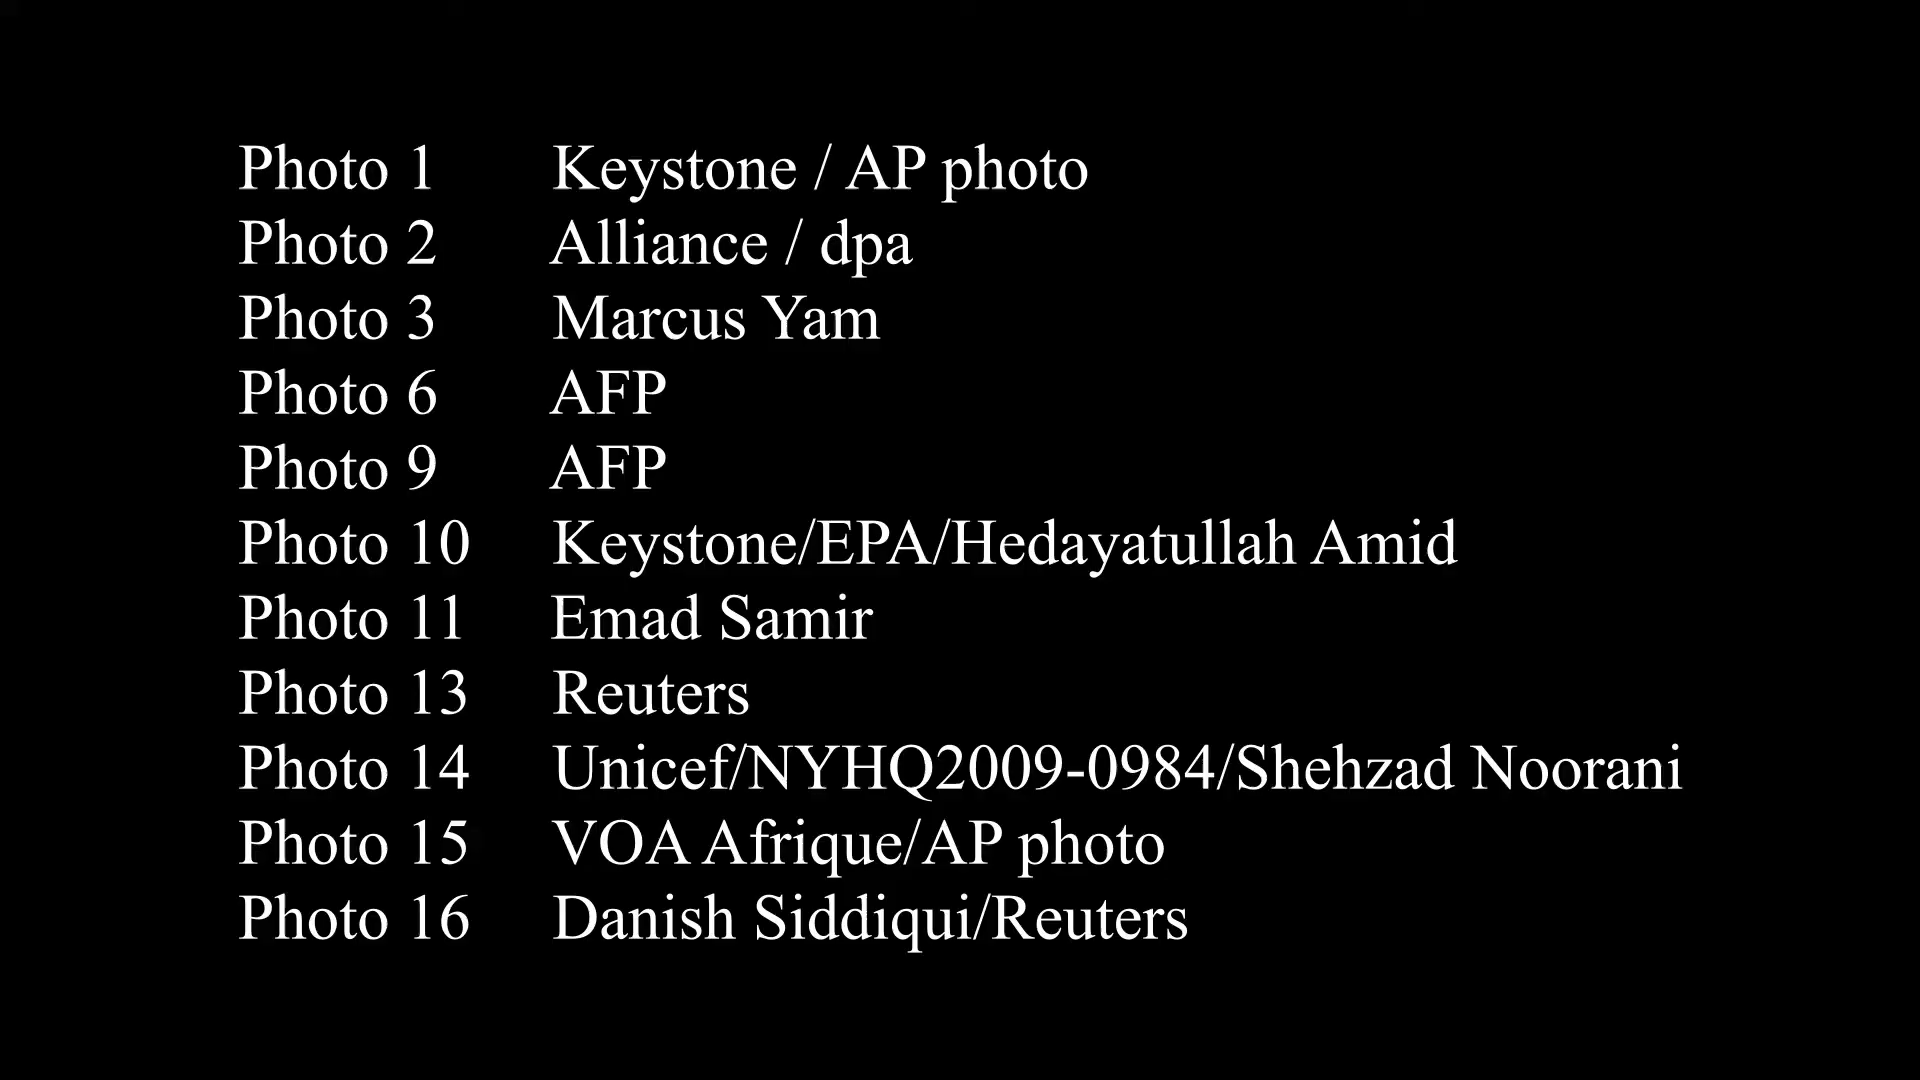 Photo 1 Keystone / AP photo
Photo 2 Alliance / dpa
Photo 3 Marcus Yam
Photo 6 AFP
Photo 9 AFP
Photo 10 Keystone/EPA/Hedayatullah Amid
Photo 11 Emad Samir
Photo 13 Reuters
Photo 14 Unicef/NYHQ2009-0984/Shehzad Noorani
Photo 15 VOA Afrique/AP photo
Photo 16 Danish Siddiqui/Reuters